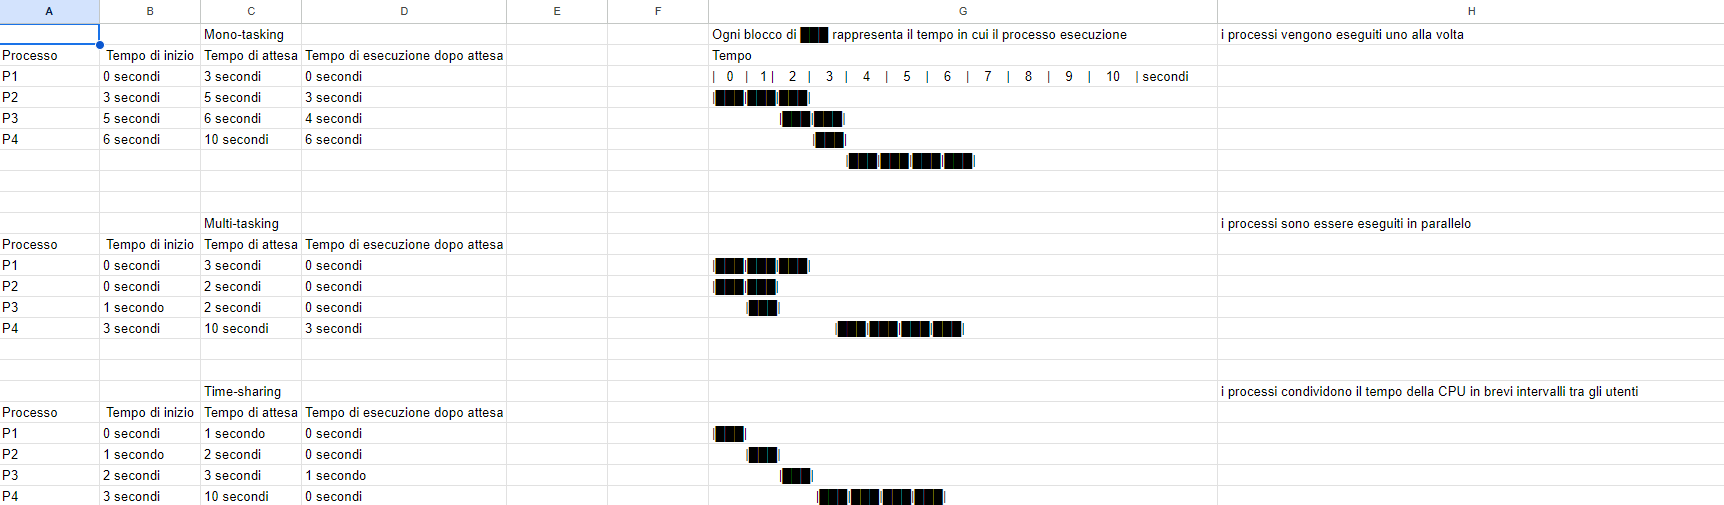 A B C D E F G H
Mono-tasking Ogni blocco di ███ rappresenta il tempo in cui il processo esecuzione i processi vengono eseguiti uno alla volta
Processo Tempo di inizio Tempo di attesa Tempo di esecuzione dopo attesa Tempo
P1 0 secondi 3 secondi 0 secondi | 0 | 1 | 2 | 3 | 4 | 5 | 6 | 7 | 8 | 9 | 10 | secondi
P2 3 secondi 5 secondi 3 secondi |███|███|███|
P3 5 secondi 6 secondi 4 secondi |███|███|
P4 6 secondi 10 secondi 6 secondi |███|
|███|███|███|███|
Multi-tasking i processi sono essere eseguiti in parallelo
Processo Tempo di inizio Tempo di attesa Tempo di esecuzione dopo attesa
P1 0 secondi 3 secondi 0 secondi |███|███|███|
P2 0 secondi 2 secondi 0 secondi |███|███|
P3 1 secondo 2 secondi 0 secondi |███|
P4 3 secondi 10 secondi 3 secondi |███|███|███|███|
Time-sharing i processi condividono il tempo della CPU in brevi intervalli tra gli utenti
Processo Tempo di inizio Tempo di attesa Tempo di esecuzione dopo attesa
P1 0 secondi 1 secondo 0 secondi |███|
P2 1 secondo 2 secondi 0 secondi |███|
P3 2 secondi 3 secondi 1 secondo |███|
P4 3 secondi 10 secondi 0 secondi |███|███|███|███|